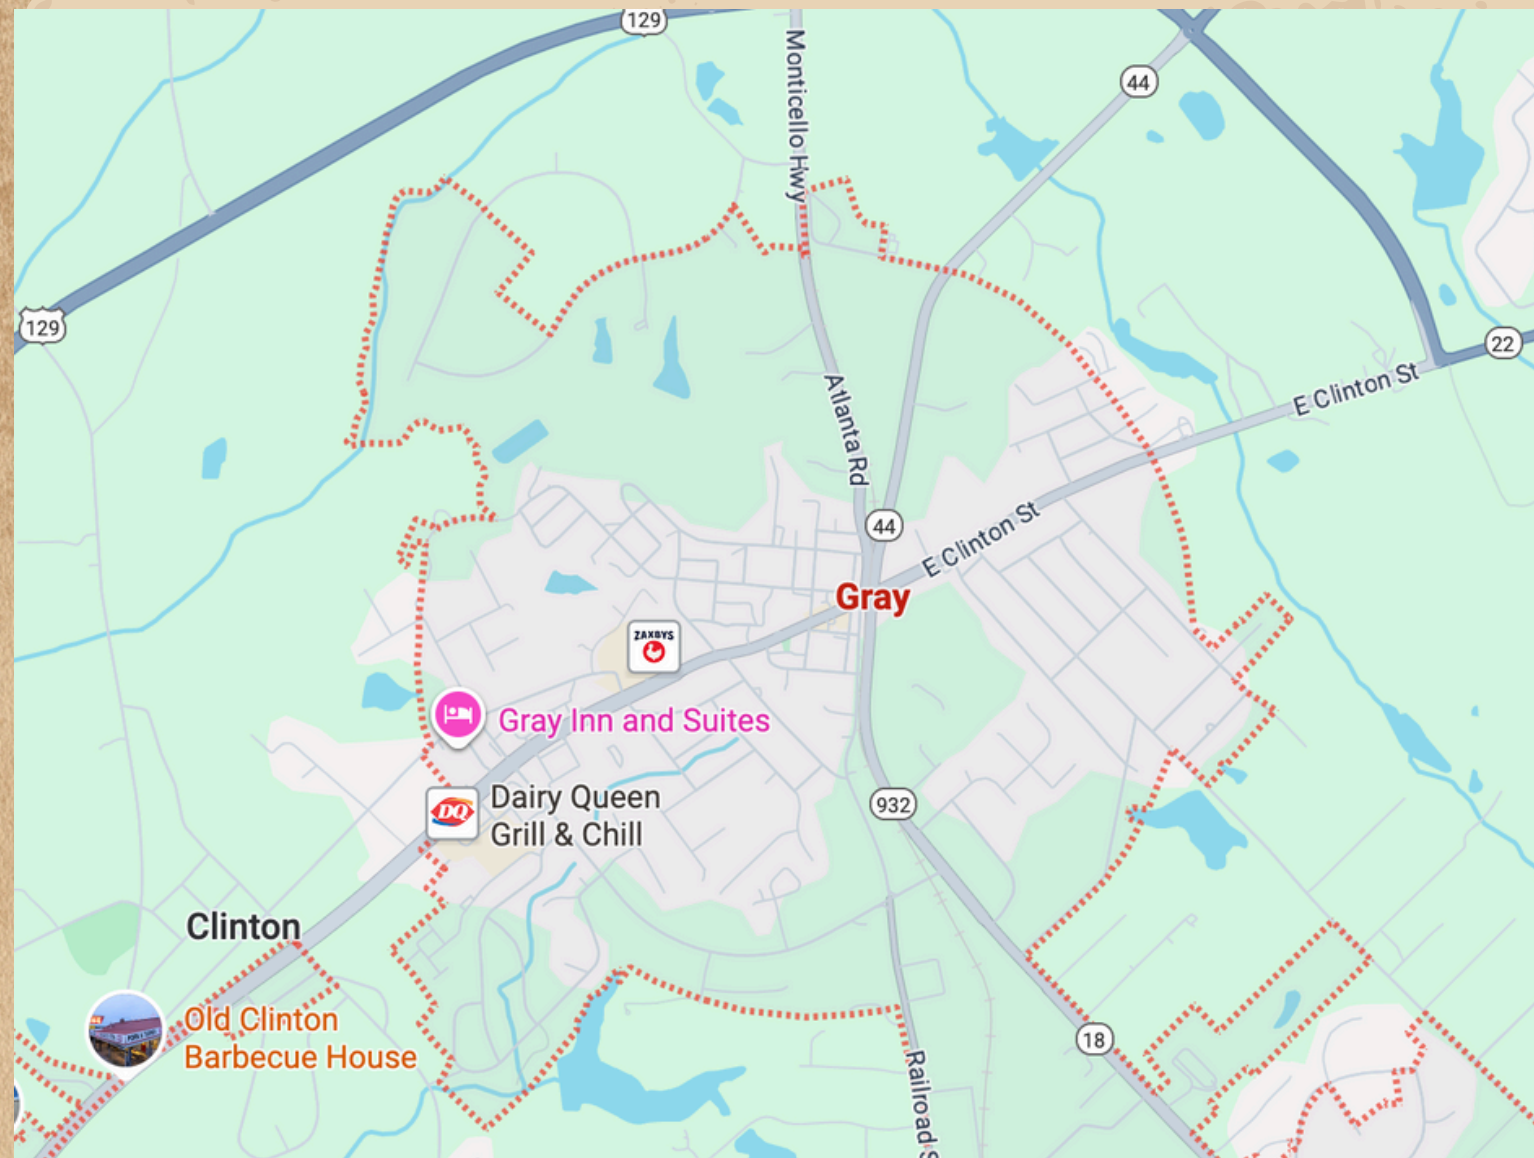 129
Monticello Hwy
44
129
22
E Clinton St
Atlanta Rd
44
E Clinton St
Gray
ZAXBYS
Gray Inn and Suites
DQ
Dairy Queen
Grill & Chill
932
Clinton
Old Clinton
Barbecue House
18
Railroad S